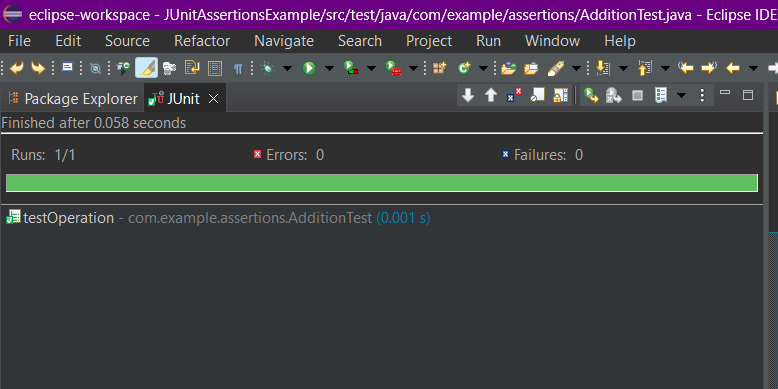 eclipse-workspace - JUnitAssertionsExample/src/test/java/com/example/assertions/AdditionTest.java - Eclipse IDE
File Edit Source Refactor Navigate Search Project Run Window Help
Package Explorer JUnit
Finished after 0.058 seconds
Runs: 1/1 Errors: 0 Failures: 0
testOperation - com.example.assertions.AdditionTest (0.001 s)